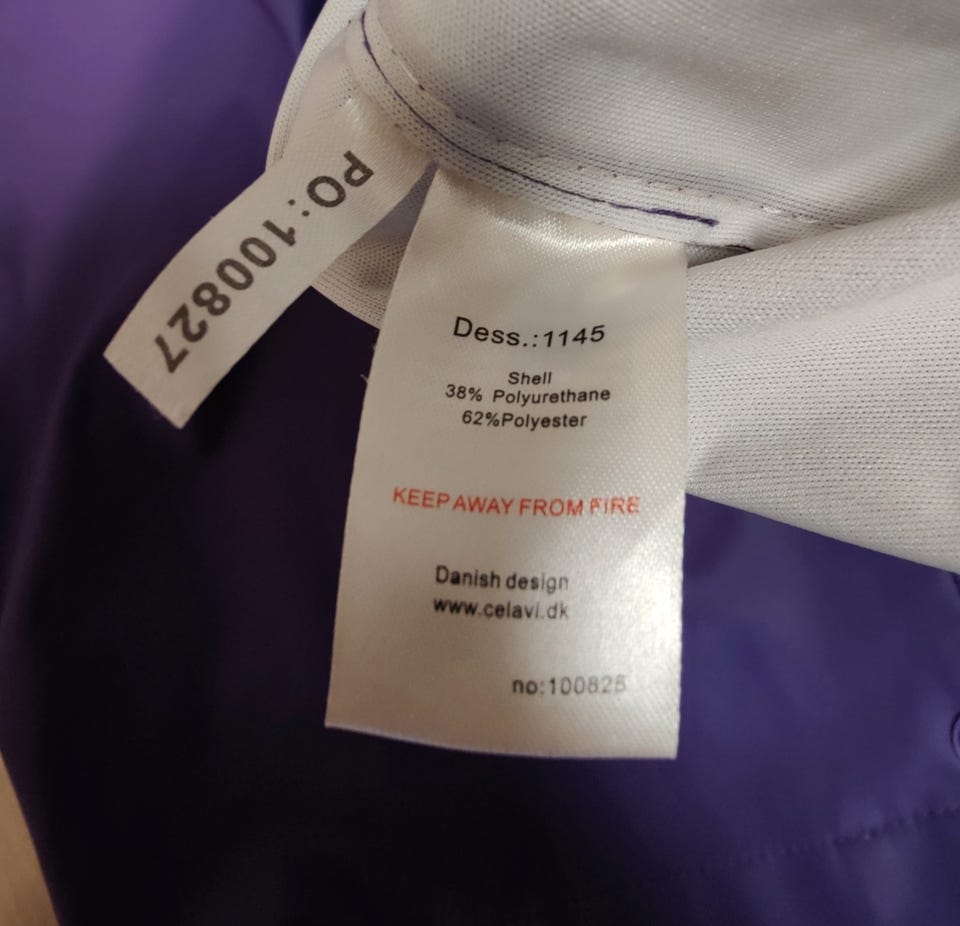 PO:100827
Dess.:1145
Shell
38% Polyurethane
62%Polyester
KEEP AWAY FROM FIRE
Danish design
www.celavi.dk
no:100825